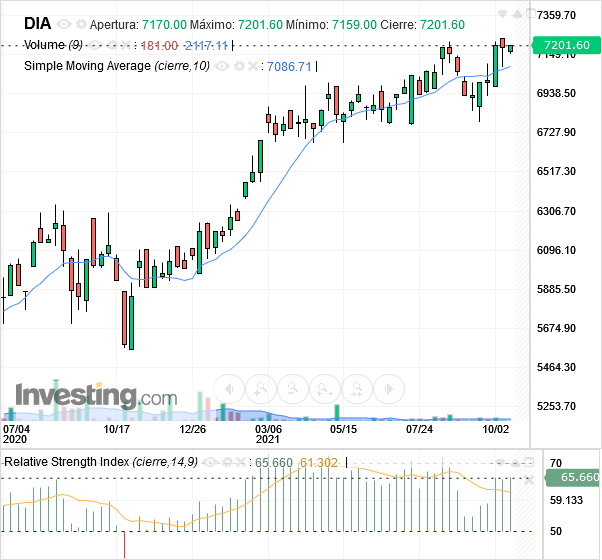 DIA Apertura: 7170.00 Máximo: 7201.60 Mínimo: 7159.00 Cierre: 7201.60
Volume (9) : 181.00 2117.11
Simple Moving Average (cierre,10) : 7086.71
7359.70
7201.60
7149.10
6938.50
6727.90
6517.30
6306.70
6096.10
5885.50
5674.90
5464.30
5253.70
Investing.com
07/04 10/17 12/26 03/06 05/15 07/24 10/02
2020 2021
Relative Strength Index (cierre,14,9) : 65.660 61.302
70
65.660
59.133
50